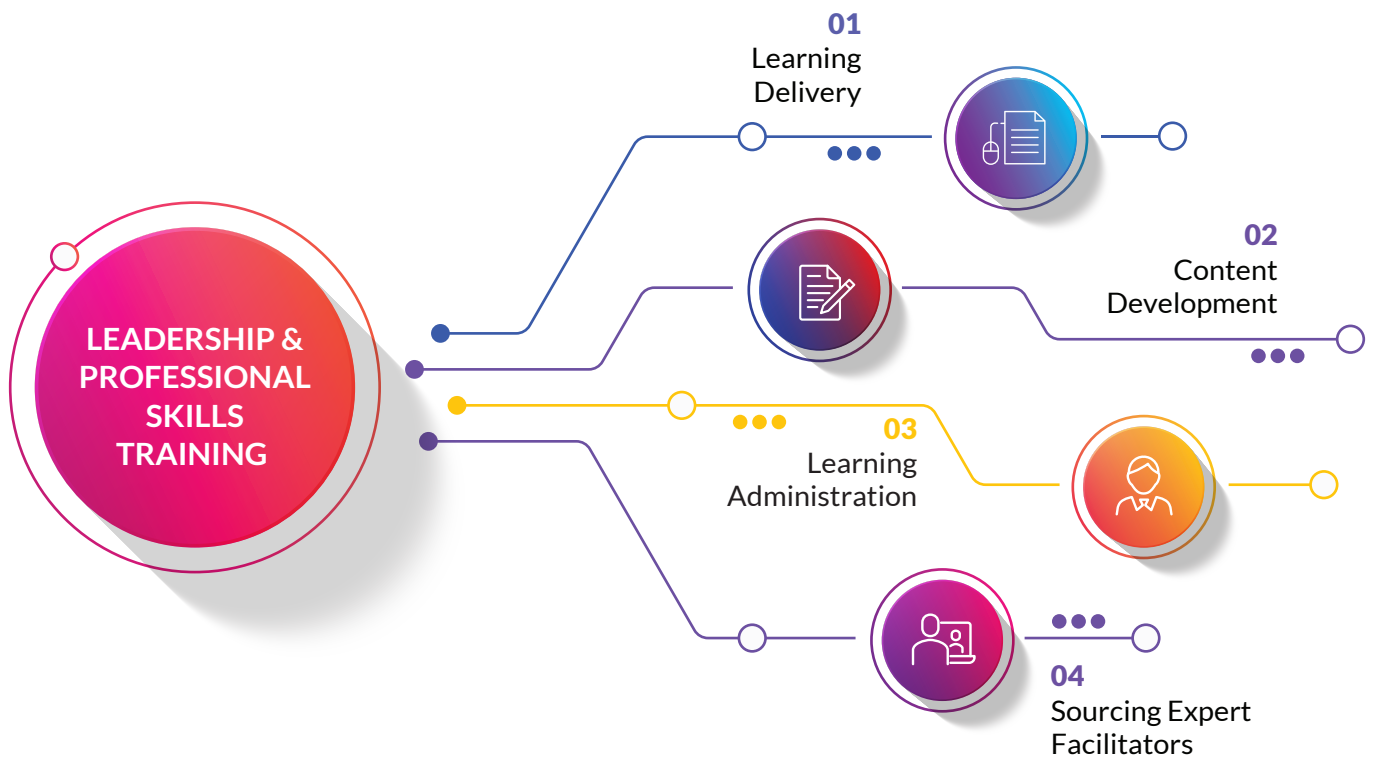 LEADERSHIP &
PROFESSIONAL
SKILLS
TRAINING
01
Learning
Delivery
02
Content
Development
03
Learning
Administration
04
Sourcing Expert
Facilitators